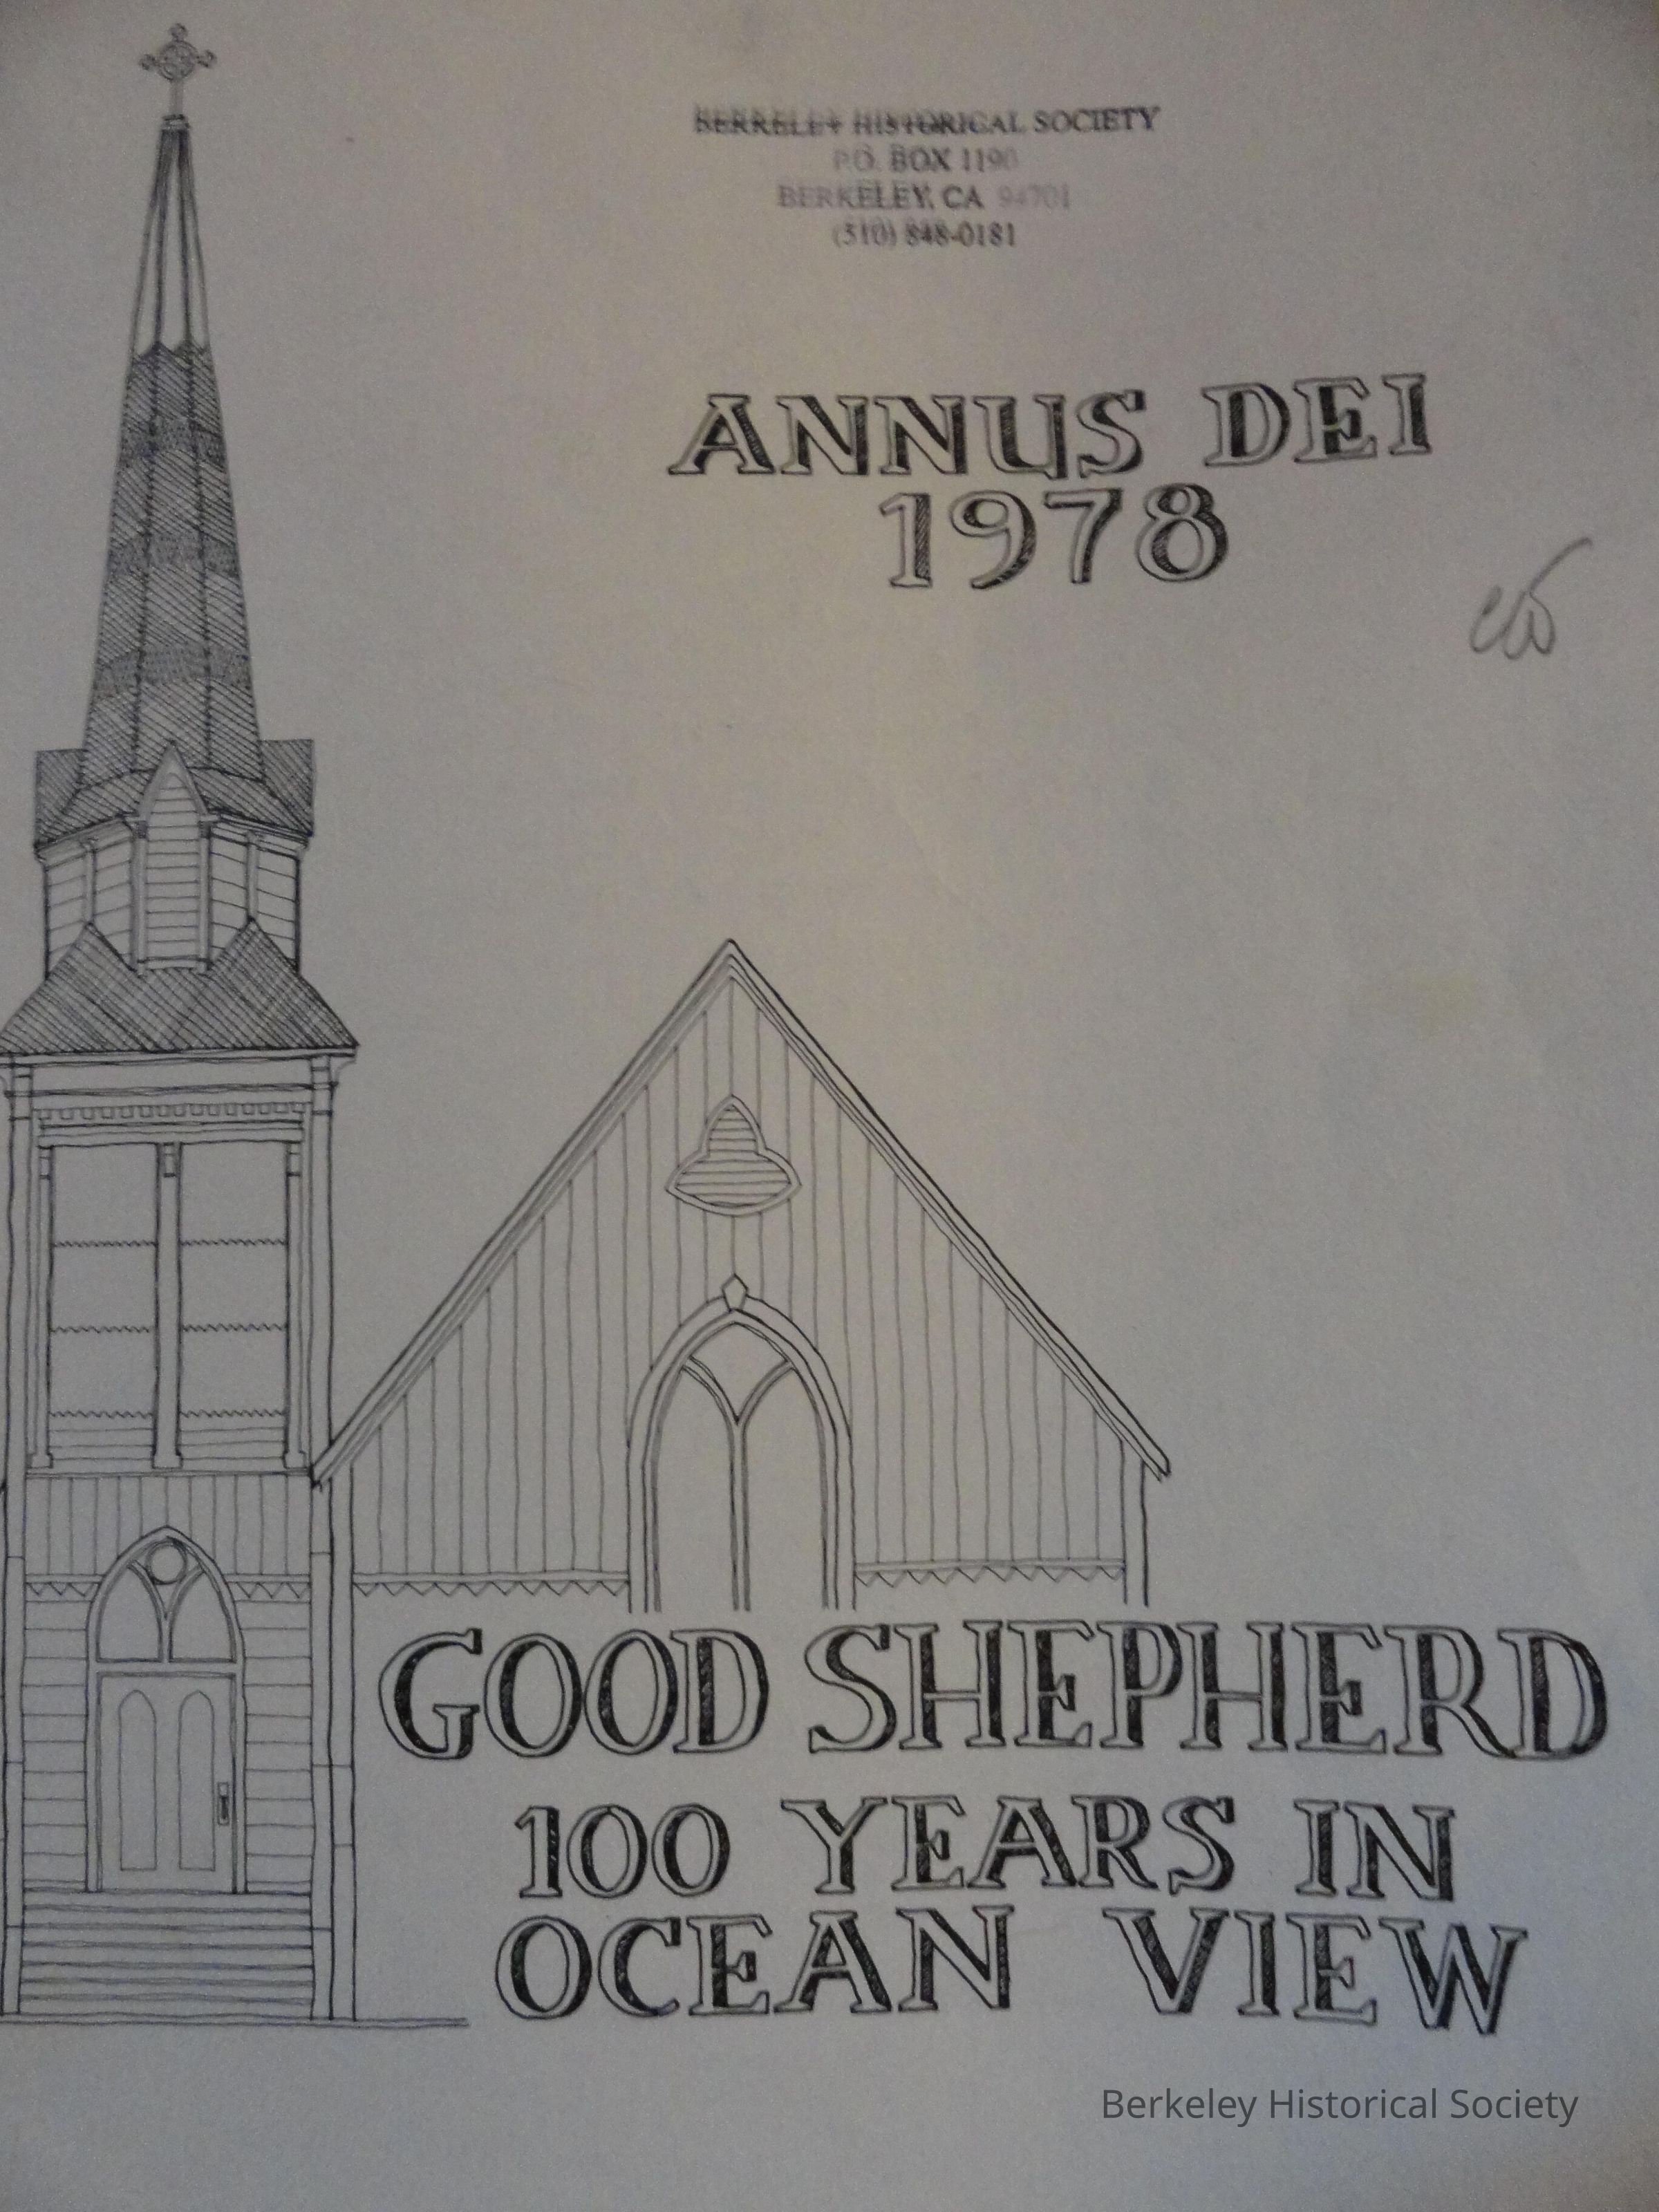 BERKELEY HISTORICAL SOCIETY
P.O. BOX 1190
BERKELEY, CA 94701
(510) 848-0181
ANNUS DEI
1978
GOOD SHEPHERD
100 YEARS IN
OCEAN VIEW
Berkeley Historical Society